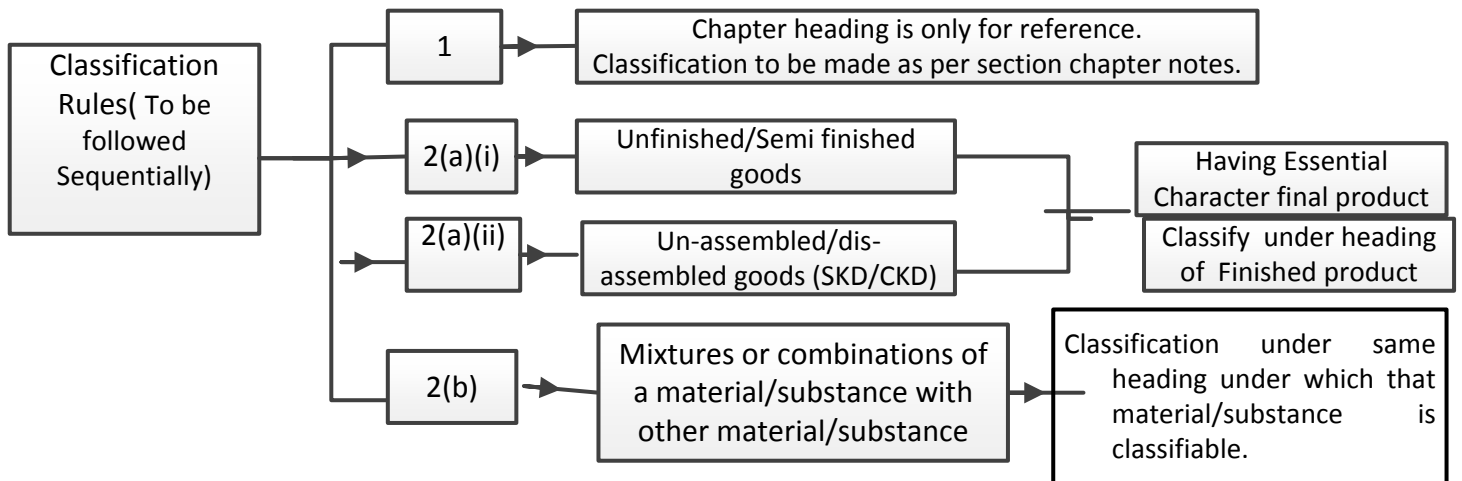 Classification
Rules( To be
followed
Sequentially)
1
Chapter heading is only for reference.
Classification to be made as per section chapter notes.
2(a)(i)
Unfinished/Semi finished
goods
2(a)(ii)
Un-assembled/dis-
assembled goods (SKD/CKD)
Having Essential
Character final product
Classify under heading
of Finished product
2(b)
Mixtures or combinations of
a material/substance with
other material/substance
Classification under same
heading under which that
material/substance is
classifiable.